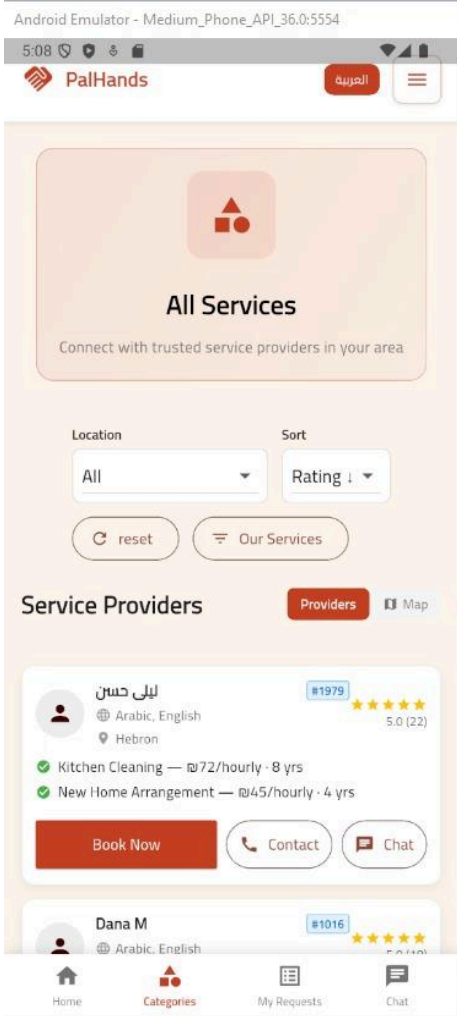 Android Emulator - Medium_Phone_API_36.0:5554
5:08
PalHands
العربية
All Services
Connect with trusted service providers in your area
Location
Sort
All
Rating ↓
reset
Our Services
Service Providers
Providers
Map
ليلى حسن
#1979
Arabic, English
5.0 (22)
Hebron
Kitchen Cleaning — ₪72/hourly · 8 yrs
New Home Arrangement — ₪45/hourly · 4 yrs
Book Now
Contact
Chat
Dana M
#1016
Arabic, English
Home
Categories
My Requests
Chat